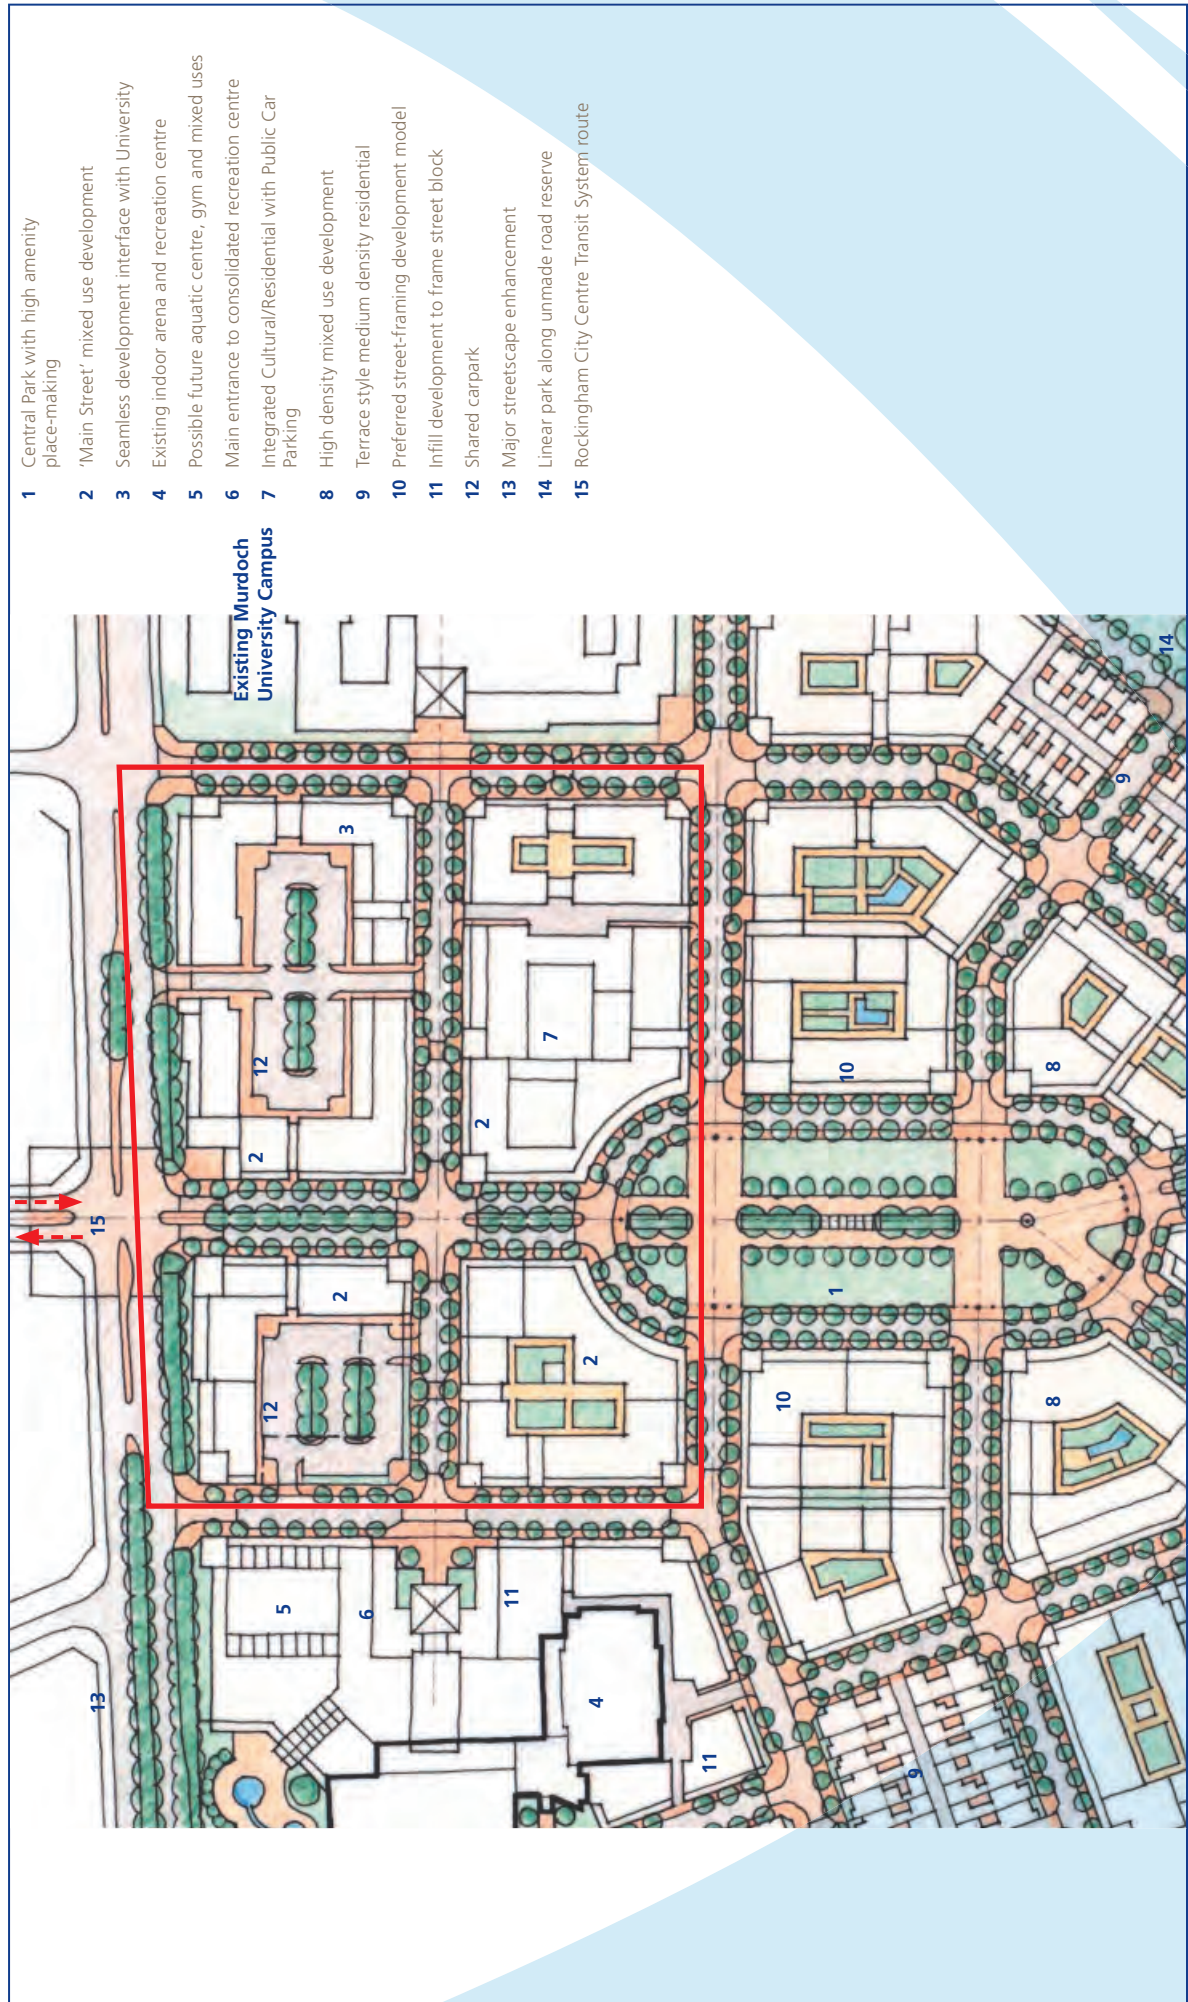 1 Central Park with high amenity
place-making
2 'Main Street' mixed use development
3 Seamless development interface with University
4 Existing indoor arena and recreation centre
5 Possible future aquatic centre, gym and mixed uses
6 Main entrance to consolidated recreation centre
7 Integrated Cultural/Residential with Public Car
Parking
8 High density mixed use development
9 Terrace style medium density residential
10 Preferred street-framing development model
11 Infill development to frame street block
12 Shared carpark
13 Major streetscape enhancement
14 Linear park along unmade road reserve
15 Rockingham City Centre Transit System route
Existing Murdoch
University Campus
14
9
3
7
12
10
8
2
2
15
2
1
2
12
10
8
5
6
11
13
4
11
9